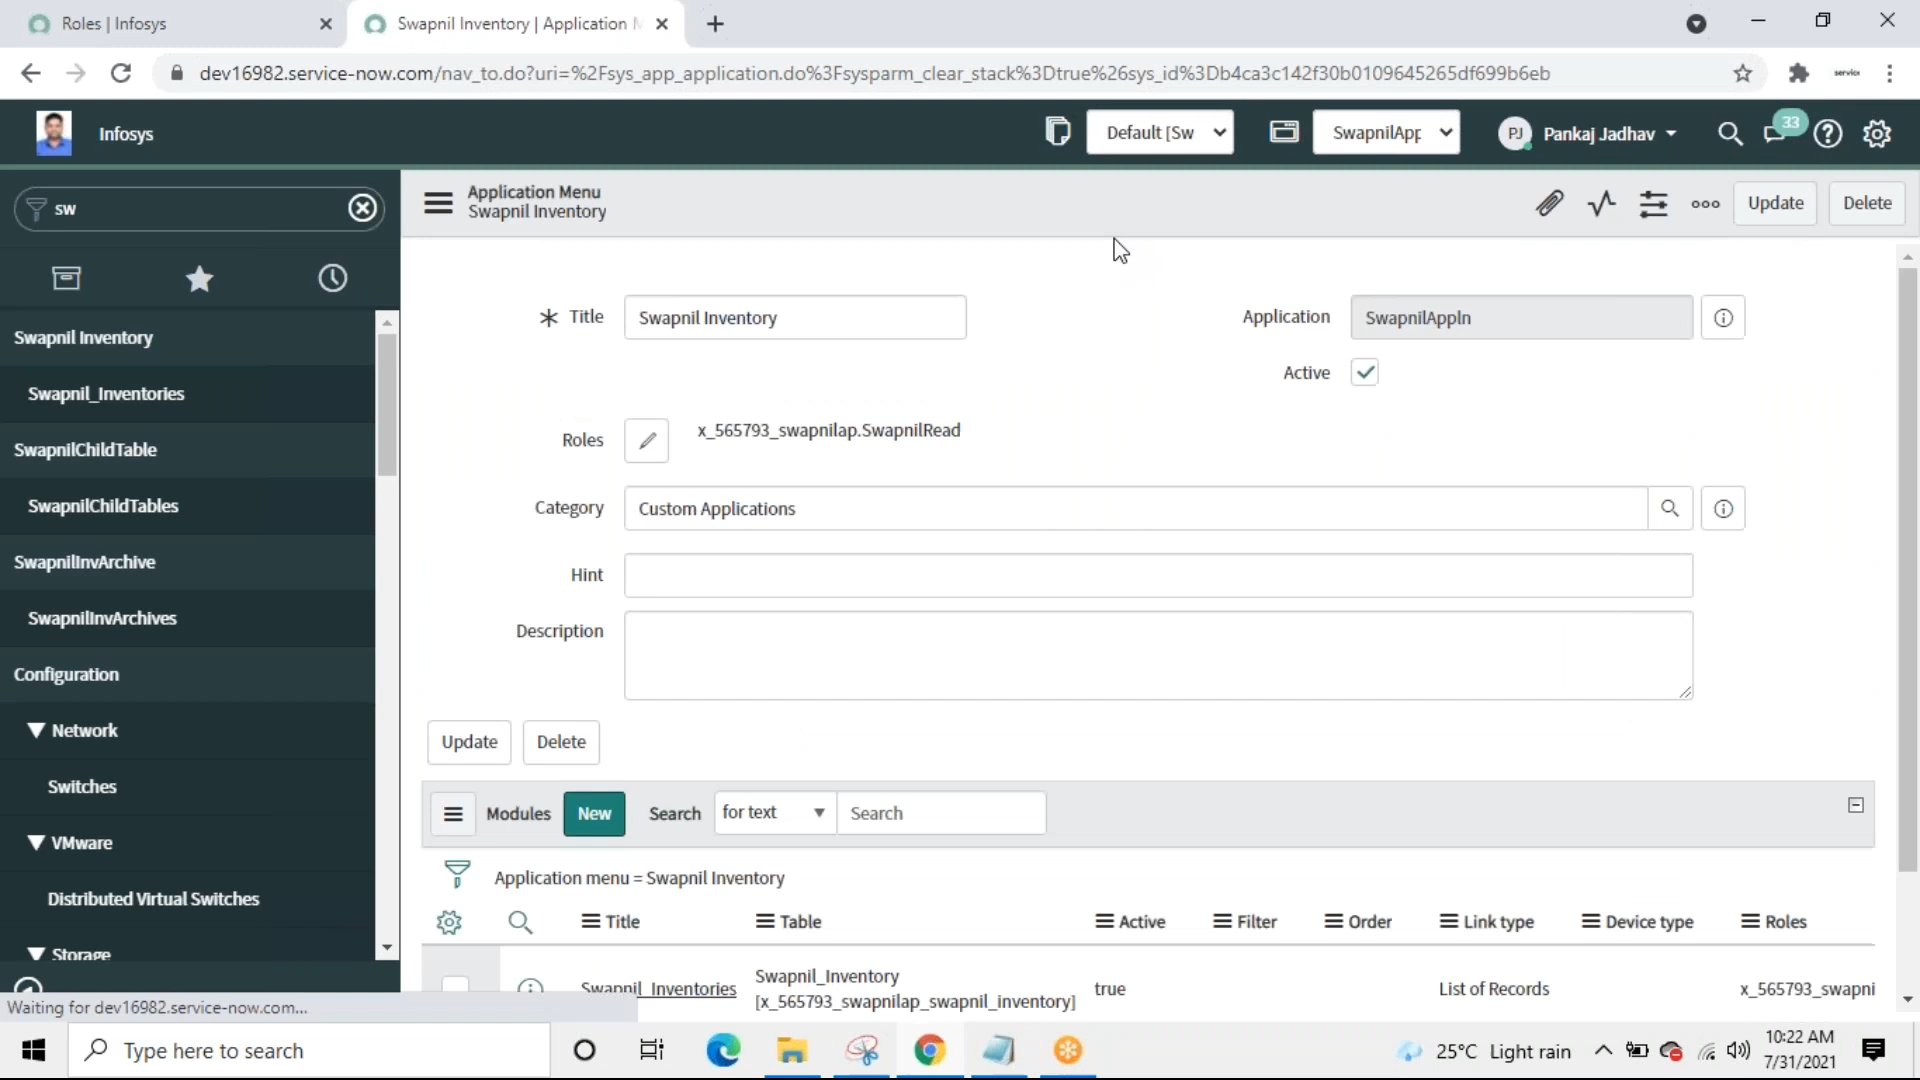 Roles | Infosys
Swapnil Inventory | Application M
dev16982.service-now.com/nav_to.do?uri=%2Fsys_app_application.do%3Fsysparm_clear_stack%3Dtrue%26sys_id%3Db4ca3c142f30b0109645265df699b6eb
service
Infosys
Default [Sw
SwapnilApp
PJ
Pankaj Jadhav
33
sw
Application Menu
Swapnil Inventory
Update
Delete
Swapnil Inventory
Swapnil_Inventories
SwapnilChildTable
SwapnilChildTables
SwapnilInvArchive
SwapnilInvArchives
Configuration
Network
Switches
VMware
Distributed Virtual Switches
Storage
Title
Swapnil Inventory
Application
SwapnilAppln
Active
Roles
x_565793_swapnilap.SwapnilRead
Category
Custom Applications
Hint
Description
Update
Delete
Modules
New
Search
for text
Search
Application menu = Swapnil Inventory
Title
Table
Active
Filter
Order
Link type
Device type
Roles
Swapnil_Inventories
Swapnil_Inventory
[x_565793_swapnilap_swapnil_inventory]
true
List of Records
x_565793_swapni
Waiting for dev16982.service-now.com...
Type here to search
25°C Light rain
10:22 AM
7/31/2021